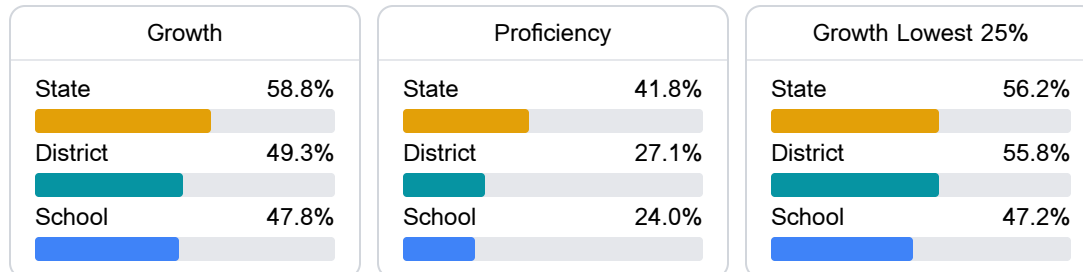 Growth
State 58.8%
District 49.3%
School 47.8%
Proficiency
State 41.8%
District 27.1%
School 24.0%
Growth Lowest 25%
State 56.2%
District 55.8%
School 47.2%